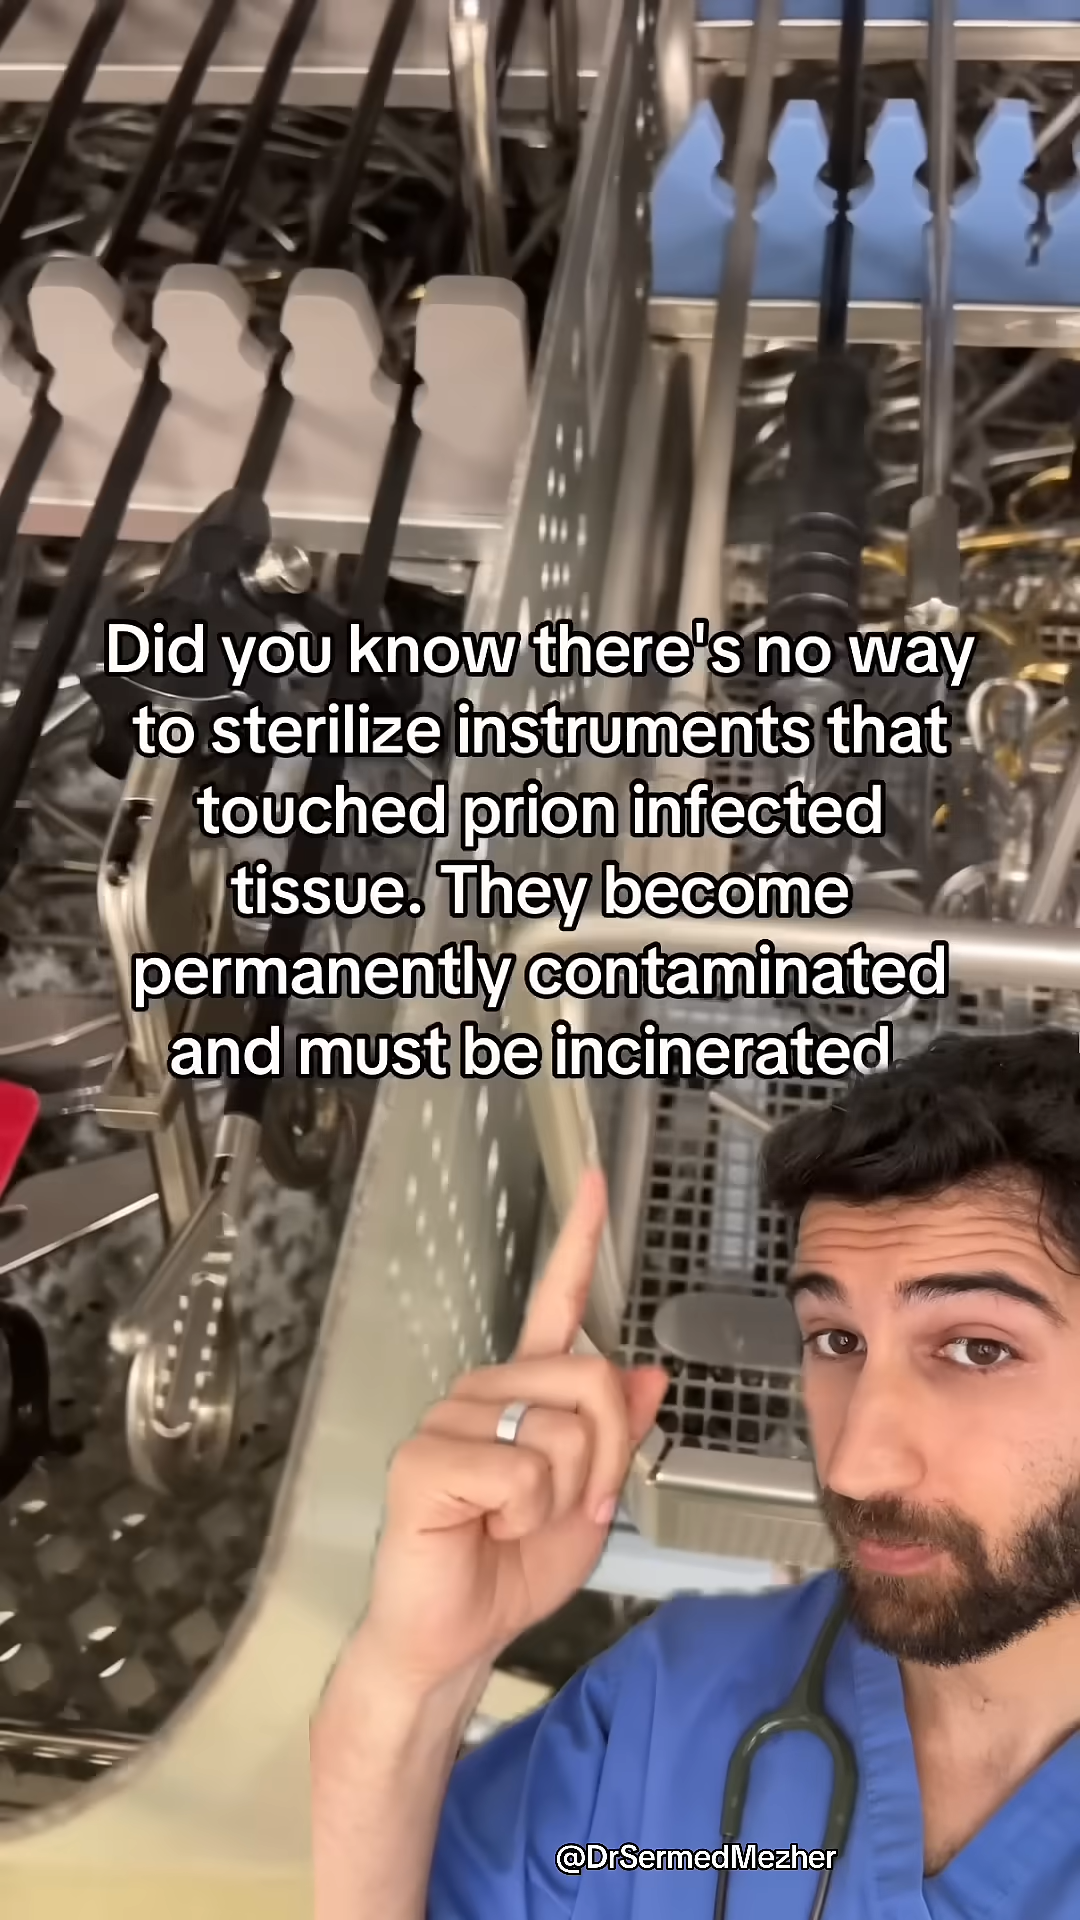 Did you know there's no way
to sterilize instruments that
touched prion infected
tissue. They become
permanently contaminated
and must be incinerated
@DrSermedMezher